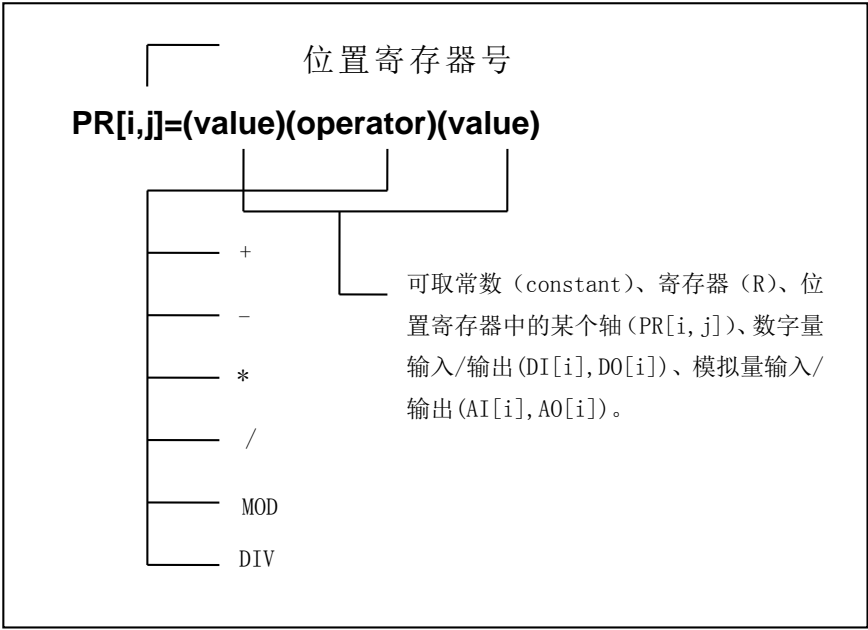 位置寄存器号
PR[i,j]=(value)(operator)(value)
+
−
*
/
MOD
DIV
可取常数（constant）、寄存器（R）、位
置寄存器中的某个轴（PR[i,j]）、数字量
输入/输出(DI[i],DO[i])、模拟量输入/
输出(AI[i],AO[i])。